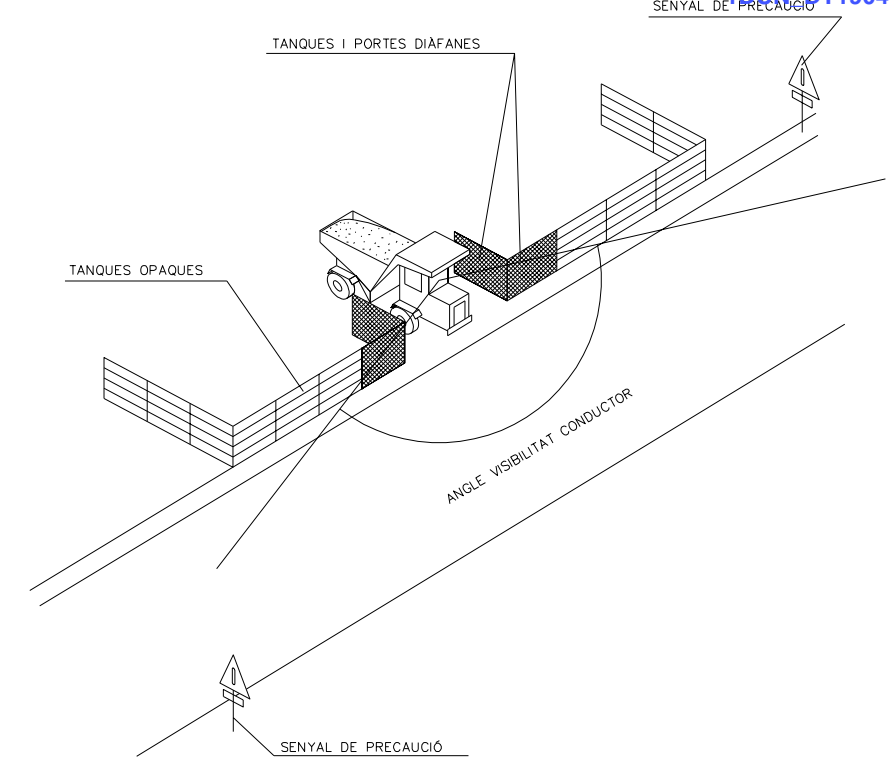 SENYAL DE PRECAUCIÓ
TANQUES I PORTES DIÀFANES
TANQUES OPAQUES
ANGLE VISIBILITAT CONDUCTOR
SENYAL DE PRECAUCIÓ